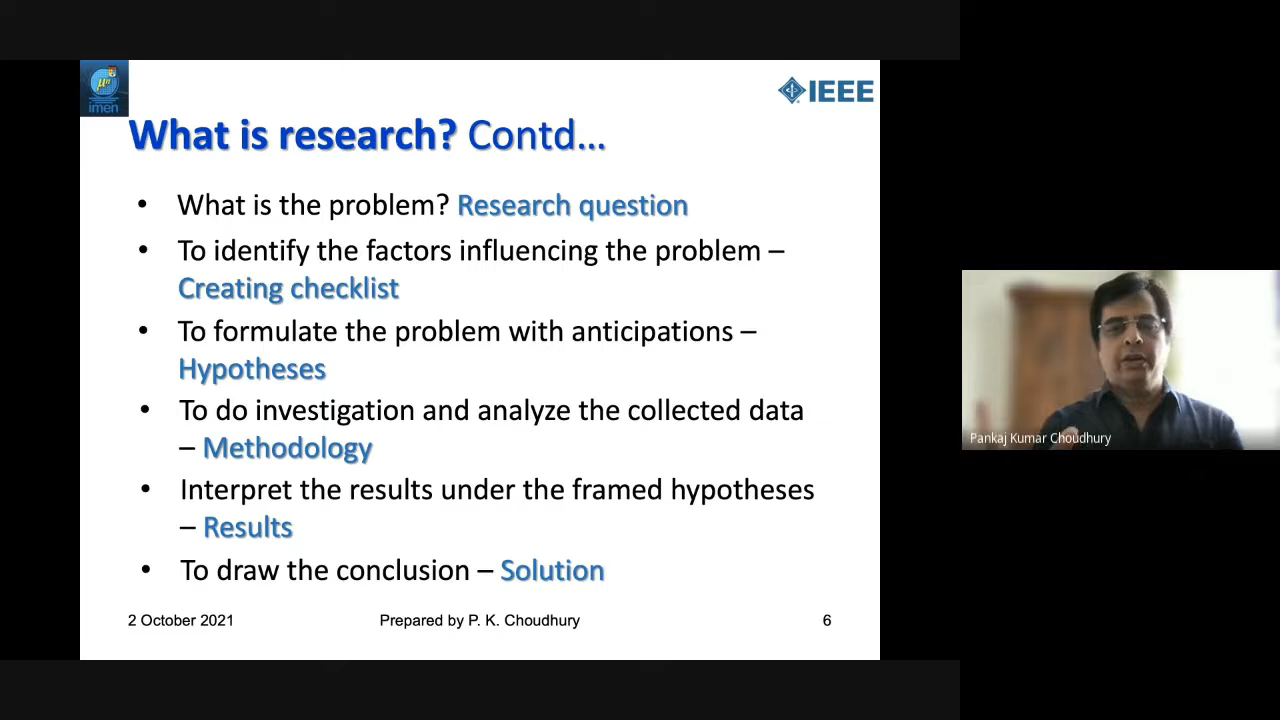 μη
imen
IEEE
What is research? Contd...
• What is the problem? Research question
• To identify the factors influencing the problem –
Creating checklist
• To formulate the problem with anticipations –
Hypotheses
• To do investigation and analyze the collected data
– Methodology
• Interpret the results under the framed hypotheses
– Results
• To draw the conclusion – Solution
2 October 2021
Prepared by P. K. Choudhury
6
Pankaj Kumar Choudhury